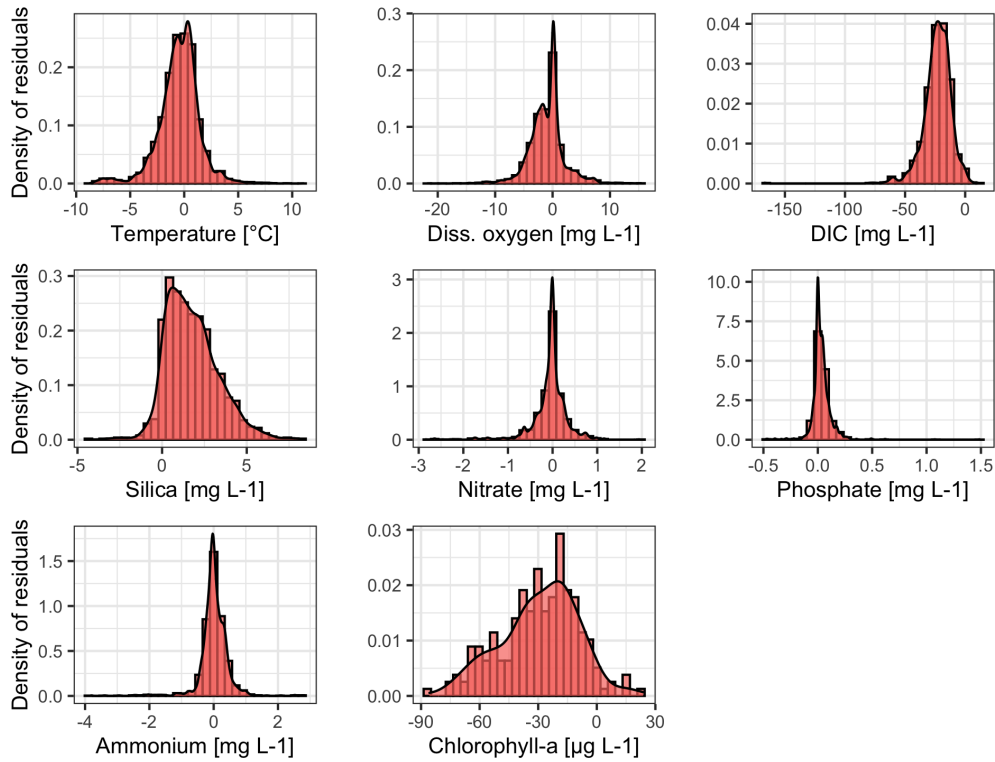 Density of residuals
0.2
0.1
0.0
-10 -5 0 5 10
Temperature [°C]
0.3
0.2
0.1
0.0
-20 -10 0 10
Diss. oxygen [mg L-1]
0.04
0.03
0.02
0.01
0.00
-150 -100 -50 0
DIC [mg L-1]
Density of residuals
0.3
0.2
0.1
0.0
-5 0 5
Silica [mg L-1]
3
2
1
0
-3 -2 -1 0 1 2
Nitrate [mg L-1]
10.0
7.5
5.0
2.5
0.0
-0.5 0.0 0.5 1.0 1.5
Phosphate [mg L-1]
Density of residuals
1.5
1.0
0.5
0.0
-4 -2 0 2
Ammonium [mg L-1]
0.03
0.02
0.01
0.00
-90 -60 -30 0 30
Chlorophyll-a [µg L-1]